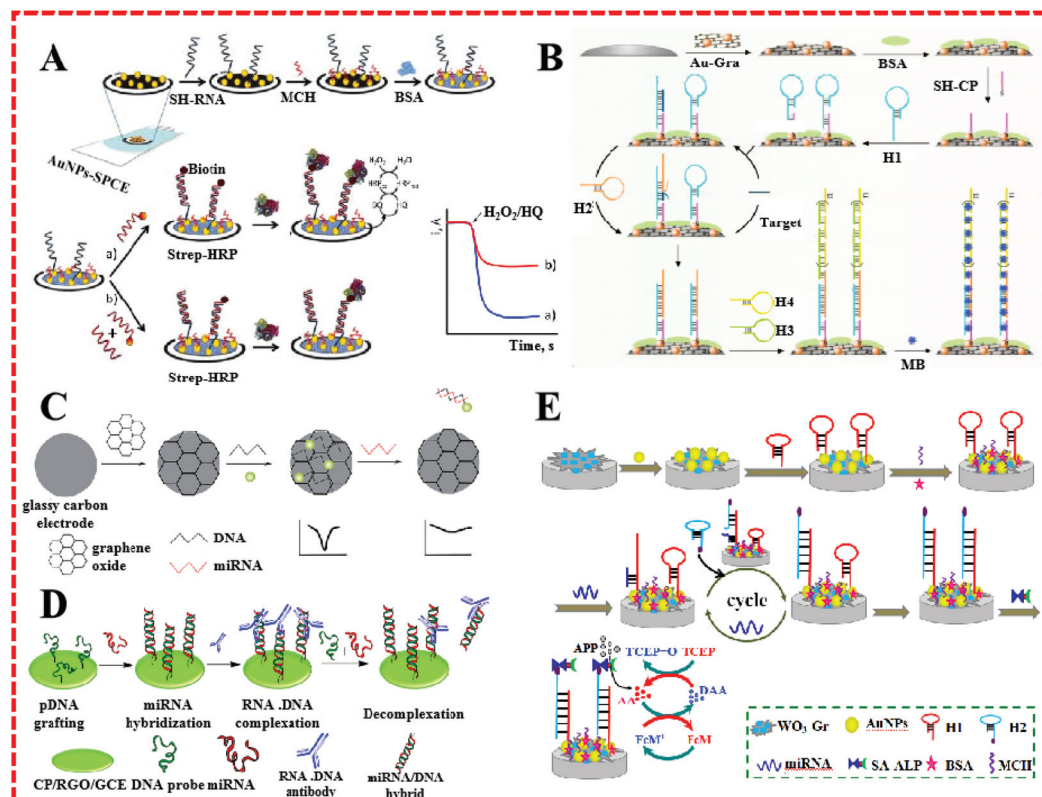 A
SH-RNA
MCH
BSA
AuNPs-SPCE
Biotin
a)
Strep-HRP
b)
+
Strep-HRP
H₂O₂
H₂O
H₂O₂/HQ
b)
a)
Time, s
B
Au-Gra
BSA
SH-CP
H1
H2
Target
H4
H3
MB
C
glassy carbon
electrode
graphene
oxide
DNA
miRNA
D
pDNA
grafting
miRNA
hybridization
RNA .DNA
complexation
Decomplexation
CP/RGO/GCE
DNA probe
miRNA
RNA .DNA
antibody
miRNA/DNA
hybrid
E
cycle
APP
TCEP=O
TCEP
AA
DAA
FcM⁺
FcM
WO₃ Gr
AuNPs
H1
H2
miRNA
SA ALP
BSA
MCH